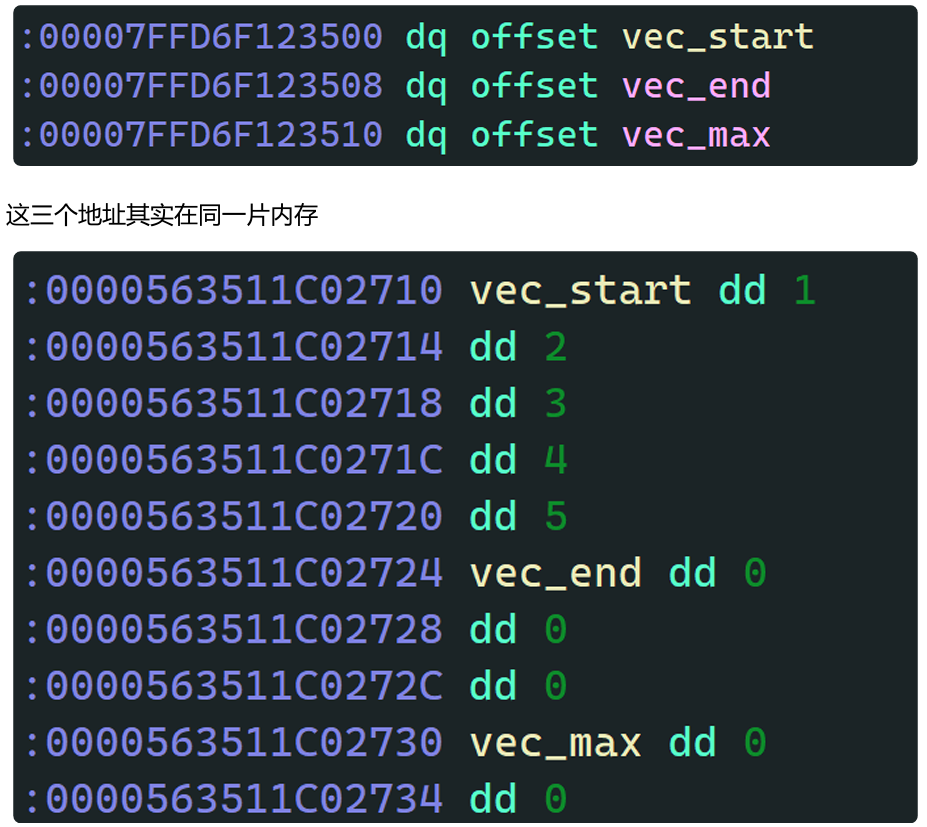 :00007FFD6F123500 dq offset vec_start
:00007FFD6F123508 dq offset vec_end
:00007FFD6F123510 dq offset vec_max
这三个地址其实在同一片内存
:0000563511C02710 vec_start dd 1
:0000563511C02714 dd 2
:0000563511C02718 dd 3
:0000563511C0271C dd 4
:0000563511C02720 dd 5
:0000563511C02724 vec_end dd 0
:0000563511C02728 dd 0
:0000563511C0272C dd 0
:0000563511C02730 vec_max dd 0
:0000563511C02734 dd 0